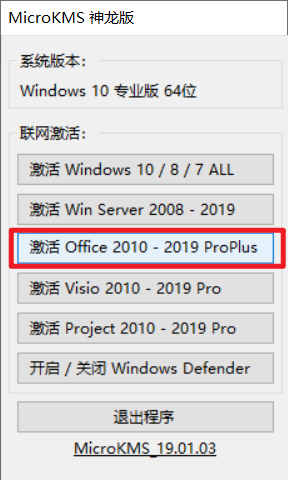 MicroKMS 神龙版
系统版本：
Windows 10 专业版 64位
联网激活：
激活 Windows 10 / 8 / 7 ALL
激活 Win Server 2008 - 2019
激活 Office 2010 - 2019 ProPlus
激活 Visio 2010 - 2019 Pro
激活 Project 2010 - 2019 Pro
开启 / 关闭 Windows Defender
退出程序
MicroKMS_19.01.03